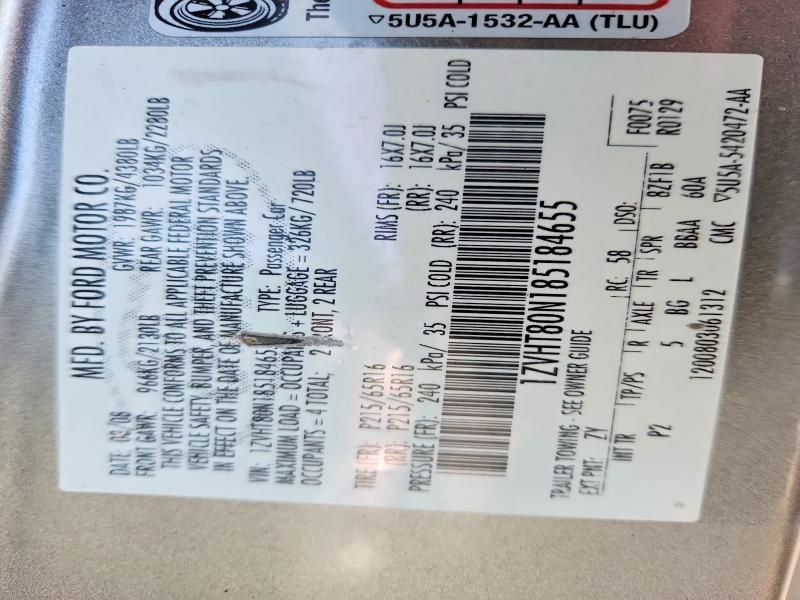 The
▽5U5A-1532-AA (TLU)
MFD. BY FORD MOTOR CO.
DATE: 02/08 GVWR: 1987KG/4380LB
FRONT GAWR: 966KG/2130LB REAR GAWR: 1034KG/2280LB
THIS VEHICLE CONFORMS TO ALL APPLICABLE FEDERAL MOTOR
VEHICLE SAFETY, BUMPER, AND THEFT PREVENTION STANDARDS
IN EFFECT ON THE DATE OF MANUFACTURE SHOWN ABOVE.
VIN: 1ZVHT80N185184655 TYPE: Passenger Car
MAXIMUM LOAD = OCCUPANTS + LUGGAGE = 326KG/720LB
OCCUPANTS = 4 TOTAL; 2 FRONT, 2 REAR
TIRE (FR): P215/65R16 RIMS (FR): 16X7.0J
(RR): P215/65R16 (RR): 16X7.0J
PRESSURE (FR): 240 kPa/ 35 PSI COLD (RR): 240 kPa/ 35 PSI COLD
1ZVHT80N185184655
TRAILER TOWING - SEE OWNER GUIDE
EXT PNT: ZY RC: 58 DSO: F0075
R0129
INT TR TP/PS R AXLE TR SPR 8ZF1B
P2 5 BG L BBAA 60A
1200803061312 CMC ▽5U5A-5420472-AA